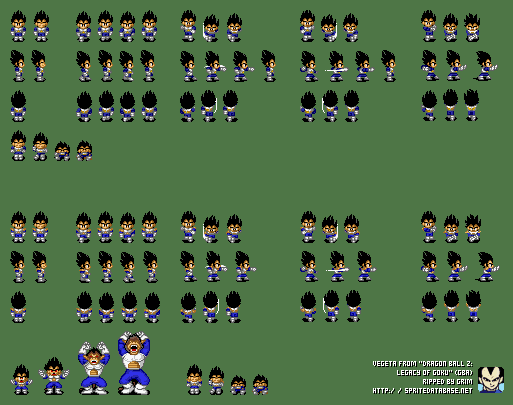 VEGETA FROM "DRAGON BALL Z:
LEGACY OF GOKU" (GBA)
RIPPED BY GRIM
HTTP:// SPRITEDATABASE.NET